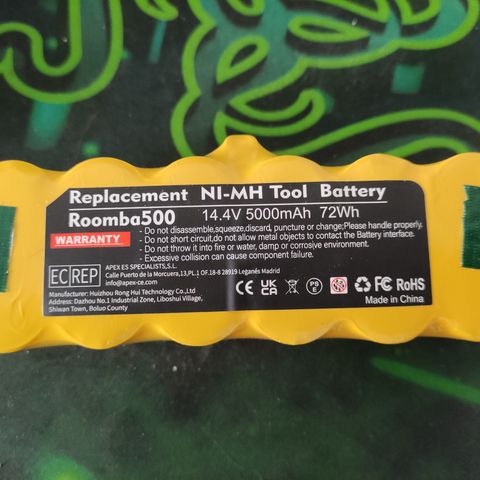 Replacement NI-MH Tool Battery
Roomba500 14.4V 5000mAh 72Wh
WARRANTY
- Do not disassemble,squeeze,discard, puncture or change;Please handle properly.
- Do not short circuit,do not let metal objects to contact the Battery interface.
- Do not throw it into fire or water, damp or corrosive environment.
- Excessive collision can cause component failure.
EC REP
APEX ES SPECIALISTS,S.L.
Calle Puerto de la Morcuera,13,PL.1 OF.18-8 28919 Leganés Madrid
info@apex-ce.com
Manufacturer: Huizhou Rong Hui Technology Co.,Ltd
Address: Dazhou No.1 Industrial Zone, Liboshui Village,
Shiwan Town, Boluo County
CE UK CA PS E FC RoHS
Made in China